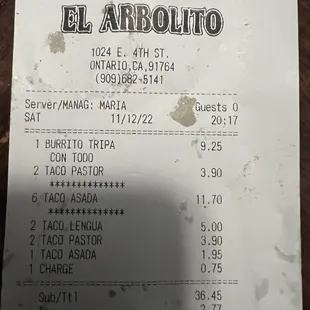 EL ARBOLITO
1024 E. 4TH ST.
ONTARIO,CA,91764
(909)682-5141
Server/MANAG: MARIA Guests 0
SAT 11/12/22 20:17
1 BURRITO TRIPA 9.25
CON TODO
2 TACO PASTOR 3.90
**************
6 TACO ASADA 11.70
**************
2 TACO LENGUA 5.00
2 TACO PASTOR 3.90
1 TACO ASADA 1.95
1 CHARGE 0.75
Sub/Ttl 36.45
2.77